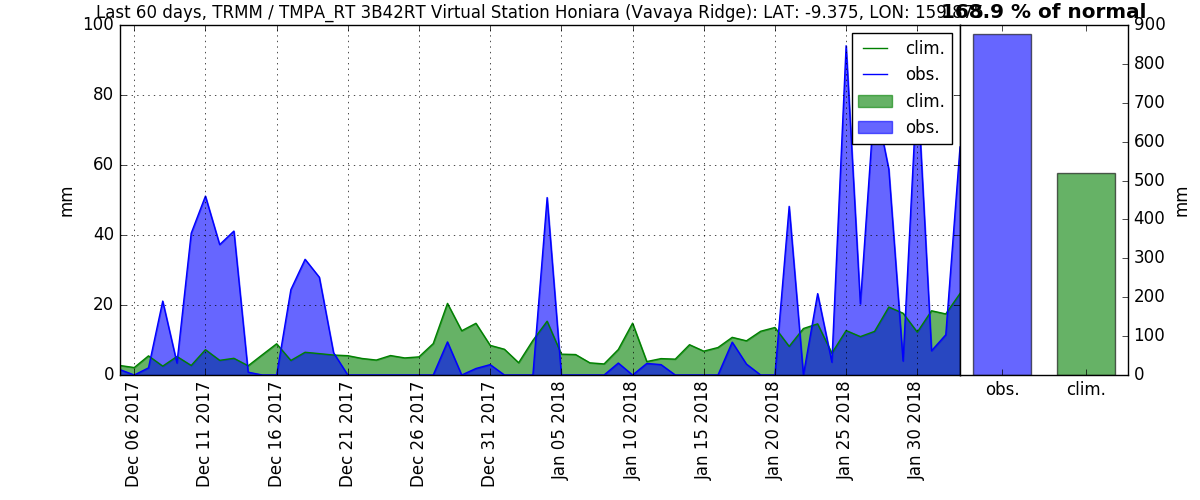 Last 60 days, TRMM / TMPA_RT 3B42RT Virtual Station Honiara (Vavaya Ridge): LAT: -9.375, LON:
168.9 % of normal
100
80
60
40
20
0
mm
clim.
obs.
clim.
obs.
900
800
700
600
500
400
300
200
100
0
mm
obs.
clim.
Dec 06 2017
Dec 11 2017
Dec 16 2017
Dec 21 2017
Dec 26 2017
Dec 31 2017
Jan 05 2018
Jan 10 2018
Jan 15 2018
Jan 20 2018
Jan 25 2018
Jan 30 2018